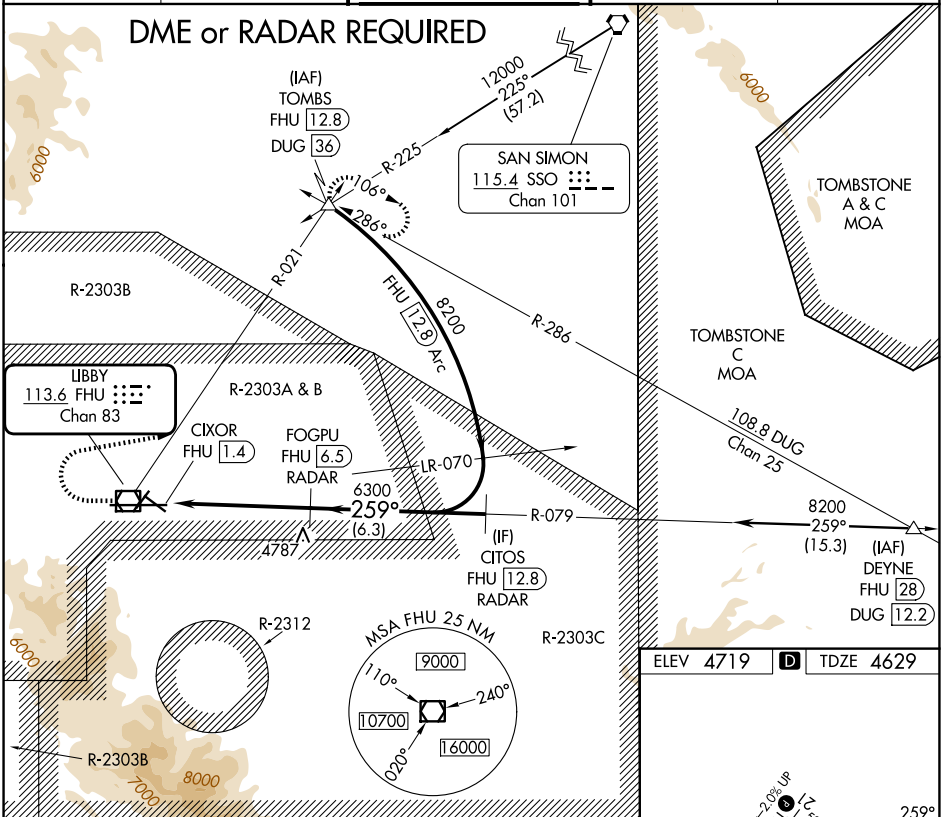 DME or RADAR REQUIRED
(IAF)
TOMBS
FHU 12.8
DUG 36
12000
225°
(57.2)
R-225
SAN SIMON
115.4 SSO
Chan 101
6000
6000
TOMBSTONE
A & C
MOA
106°
286°
R-021
FHU 12.8 Arc
8200
R-286
R-2303B
TOMBSTONE
C
MOA
LIBBY
113.6 FHU
Chan 83
R-2303A & B
CIXOR
FHU 1.4
FOGPU
FHU 6.5
RADAR
LR-070
108.8 DUG
Chan 25
6300
259°
(6.3)
R-079
8200
259°
(15.3)
4787
(IF)
CITOS
FHU 12.8
RADAR
(IAF)
DEYNE
FHU 28
DUG 12.2
R-2312
R-2303C
6000
MSA FHU 25 NM
9000
110°
240°
10700
16000
020°
R-2303B
7000
8000
ELEV 4719
D
TDZE 4629
2.0% UP
P
21
259°